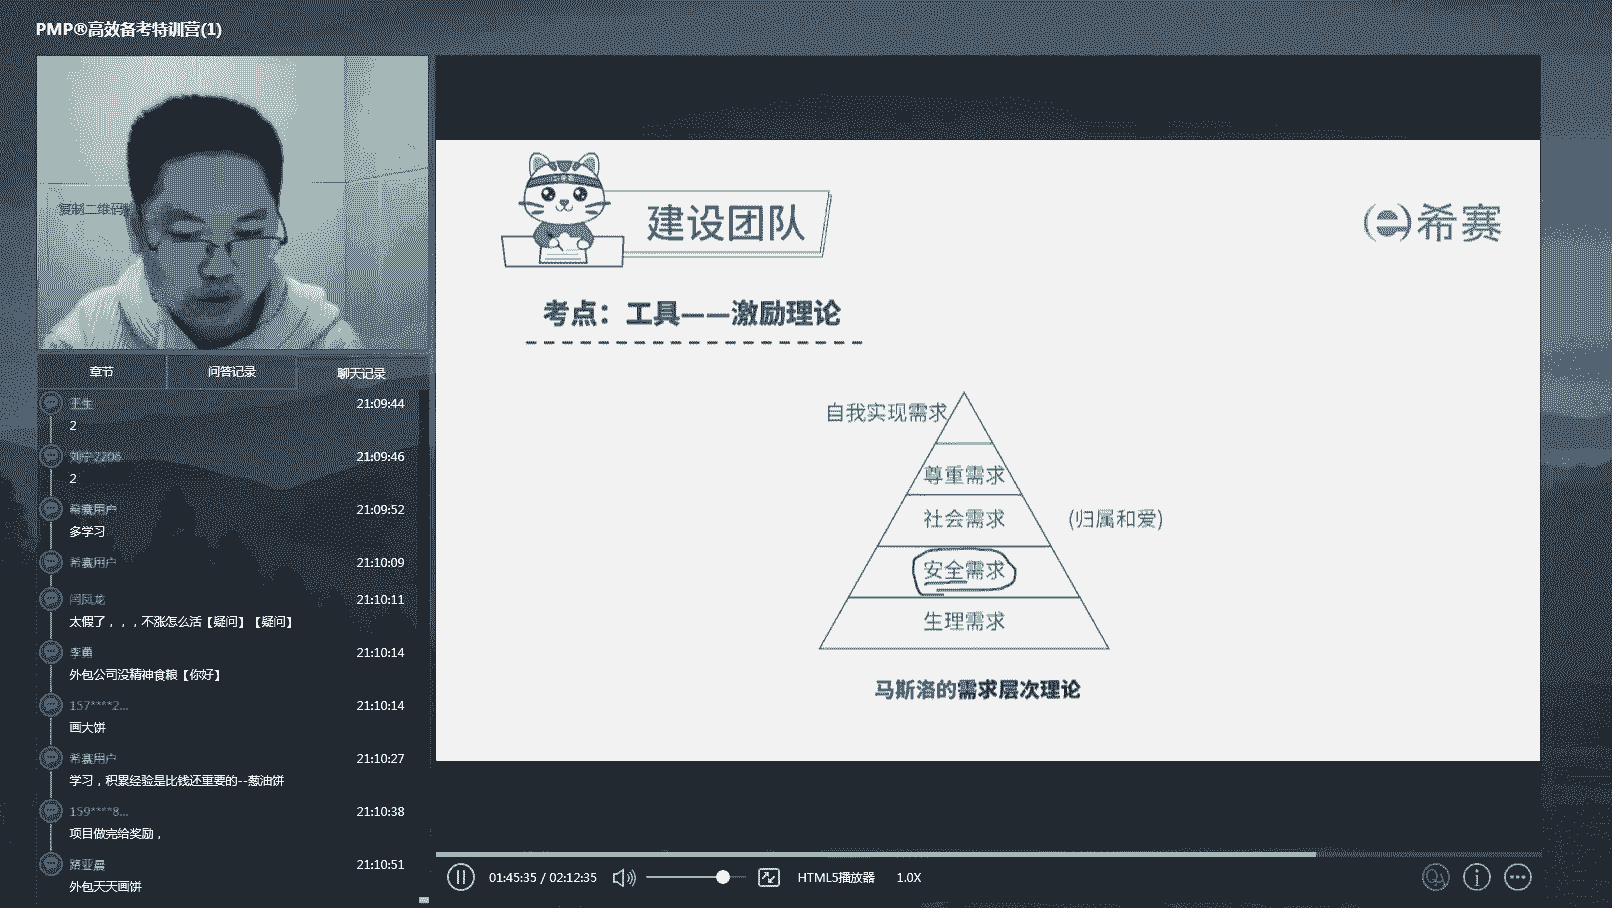 PMP®高效备考特训营(1)
复制二维码
章节
问答记录
聊天记录
王生
21:09:44
2
刘宁2206
21:09:46
2
希赛用户
21:09:52
多学习
希赛用户
21:10:09
闫凤龙
21:10:11
太假了，，，不涨怎么活【疑问】【疑问】
21:10:14
外包公司没精神食粮【你好】
157****2...
21:10:14
画大饼
希赛用户
21:10:27
学习，积累经验是比钱还重要的--葱油饼
159****8...
21:10:38
项目做完给奖励，
路亚晨
21:10:51
外包天天画饼
建设团队
希赛
考点：工具——激励理论
自我实现需求
尊重需求
社会需求
(归属和爱)
安全需求
生理需求
马斯洛的需求层次理论
01:45:35 / 02:12:35
HTML5播放器
1.0X